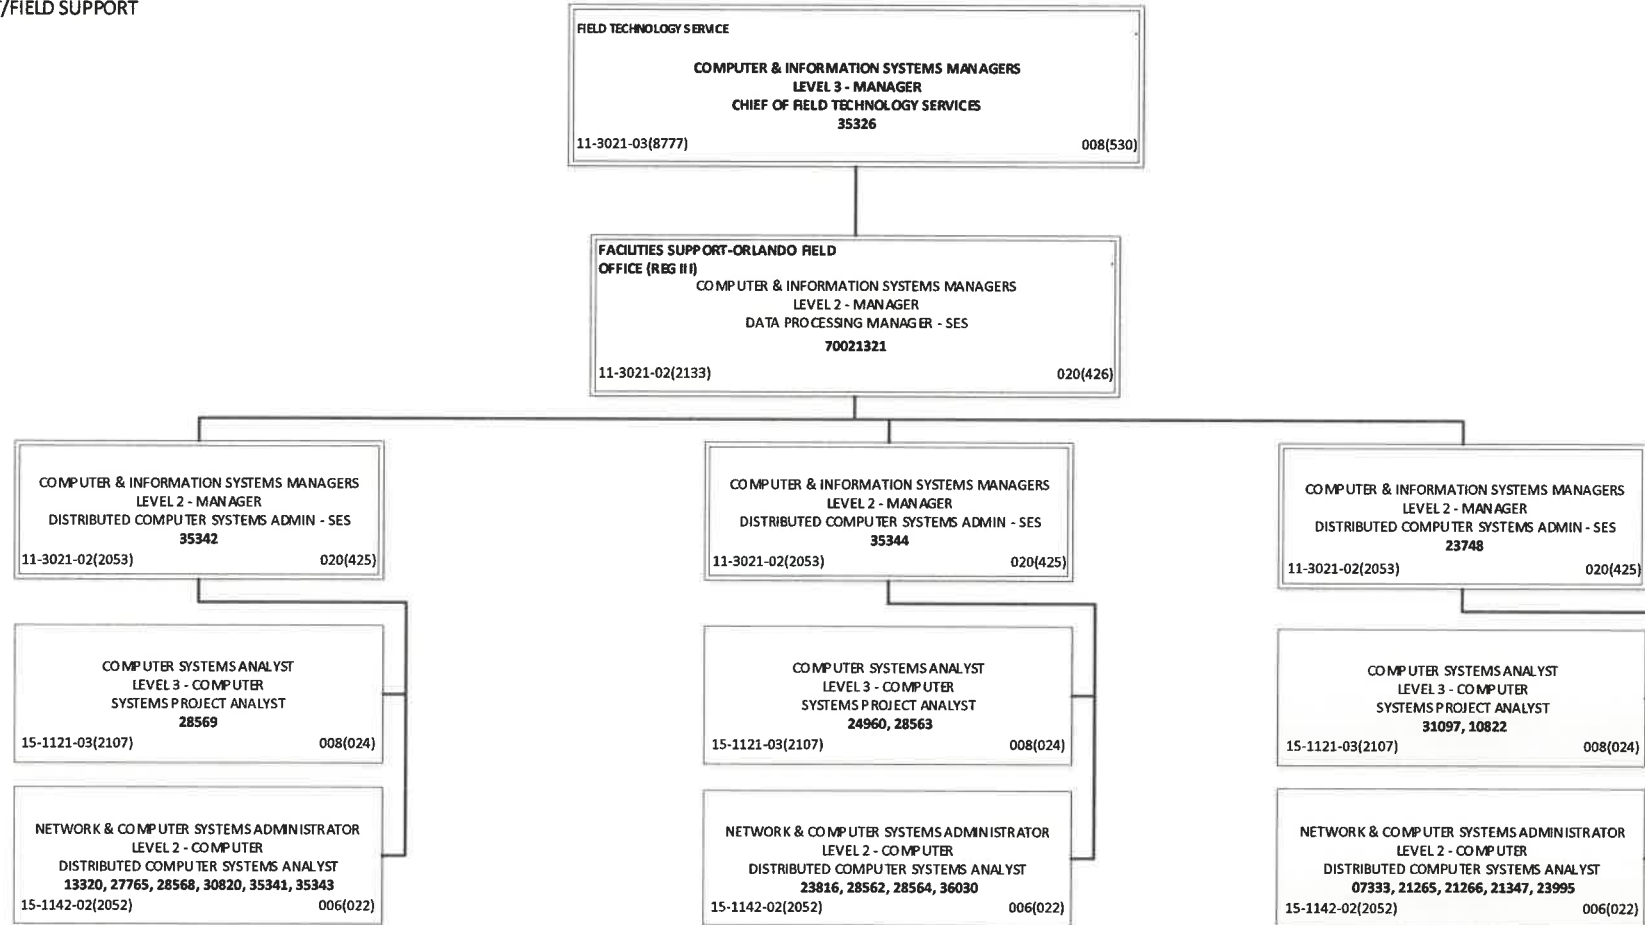 /FIELD SUPPORT
FIELD TECHNOLOGY SERVICE
COMPUTER & INFORMATION SYSTEMS MANAGERS
LEVEL 3 - MANAGER
CHIEF OF FIELD TECHNOLOGY SERVICES
35326
11-3021-03(8777) 008(530)
FACILITIES SUPPORT-ORLANDO FIELD
OFFICE (REG III)
COMPUTER & INFORMATION SYSTEMS MANAGERS
LEVEL 2 - MANAGER
DATA PROCESSING MANAGER - SES
70021321
11-3021-02(2133) 020(426)
COMPUTER & INFORMATION SYSTEMS MANAGERS
LEVEL 2 - MANAGER
DISTRIBUTED COMPUTER SYSTEMS ADMIN - SES
35342
11-3021-02(2053) 020(425)
COMPUTER & INFORMATION SYSTEMS MANAGERS
LEVEL 2 - MANAGER
DISTRIBUTED COMPUTER SYSTEMS ADMIN - SES
35344
11-3021-02(2053) 020(425)
COMPUTER & INFORMATION SYSTEMS MANAGERS
LEVEL 2 - MANAGER
DISTRIBUTED COMPUTER SYSTEMS ADMIN - SES
23748
11-3021-02(2053) 020(425)
COMPUTER SYSTEMS ANALYST
LEVEL 3 - COMPUTER
SYSTEMS PROJECT ANALYST
28569
15-1121-03(2107) 008(024)
COMPUTER SYSTEMS ANALYST
LEVEL 3 - COMPUTER
SYSTEMS PROJECT ANALYST
24960, 28563
15-1121-03(2107) 008(024)
COMPUTER SYSTEMS ANALYST
LEVEL 3 - COMPUTER
SYSTEMS PROJECT ANALYST
31097, 10822
15-1121-03(2107) 008(024)
NETWORK & COMPUTER SYSTEMS ADMINISTRATOR
LEVEL 2 - COMPUTER
DISTRIBUTED COMPUTER SYSTEMS ANALYST
13320, 27765, 28568, 30820, 35341, 35343
15-1142-02(2052) 006(022)
NETWORK & COMPUTER SYSTEMS ADMINISTRATOR
LEVEL 2 - COMPUTER
DISTRIBUTED COMPUTER SYSTEMS ANALYST
23816, 28562, 28564, 36030
15-1142-02(2052) 006(022)
NETWORK & COMPUTER SYSTEMS ADMINISTRATOR
LEVEL 2 - COMPUTER
DISTRIBUTED COMPUTER SYSTEMS ANALYST
07333, 21265, 21266, 21347, 23995
15-1142-02(2052) 006(022)